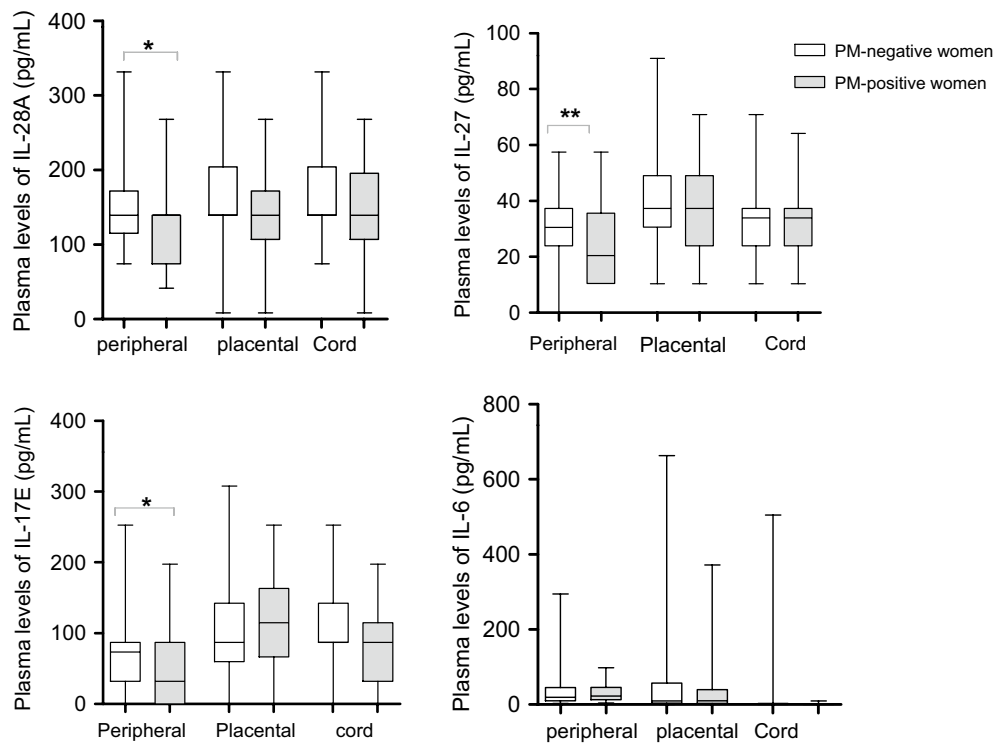 Plasma levels of IL-28A (pg/mL)
400
300
200
100
0
*
peripheral placental Cord
Plasma levels of IL-27 (pg/mL)
100
80
60
40
20
0
**
Peripheral Placental Cord
PM-negative women
PM-positive women
Plasma levels of IL-17E (pg/mL)
400
300
200
100
0
*
Peripheral Placental cord
Plasma levels of IL-6 (pg/mL)
800
600
400
200
0
peripheral placental Cord